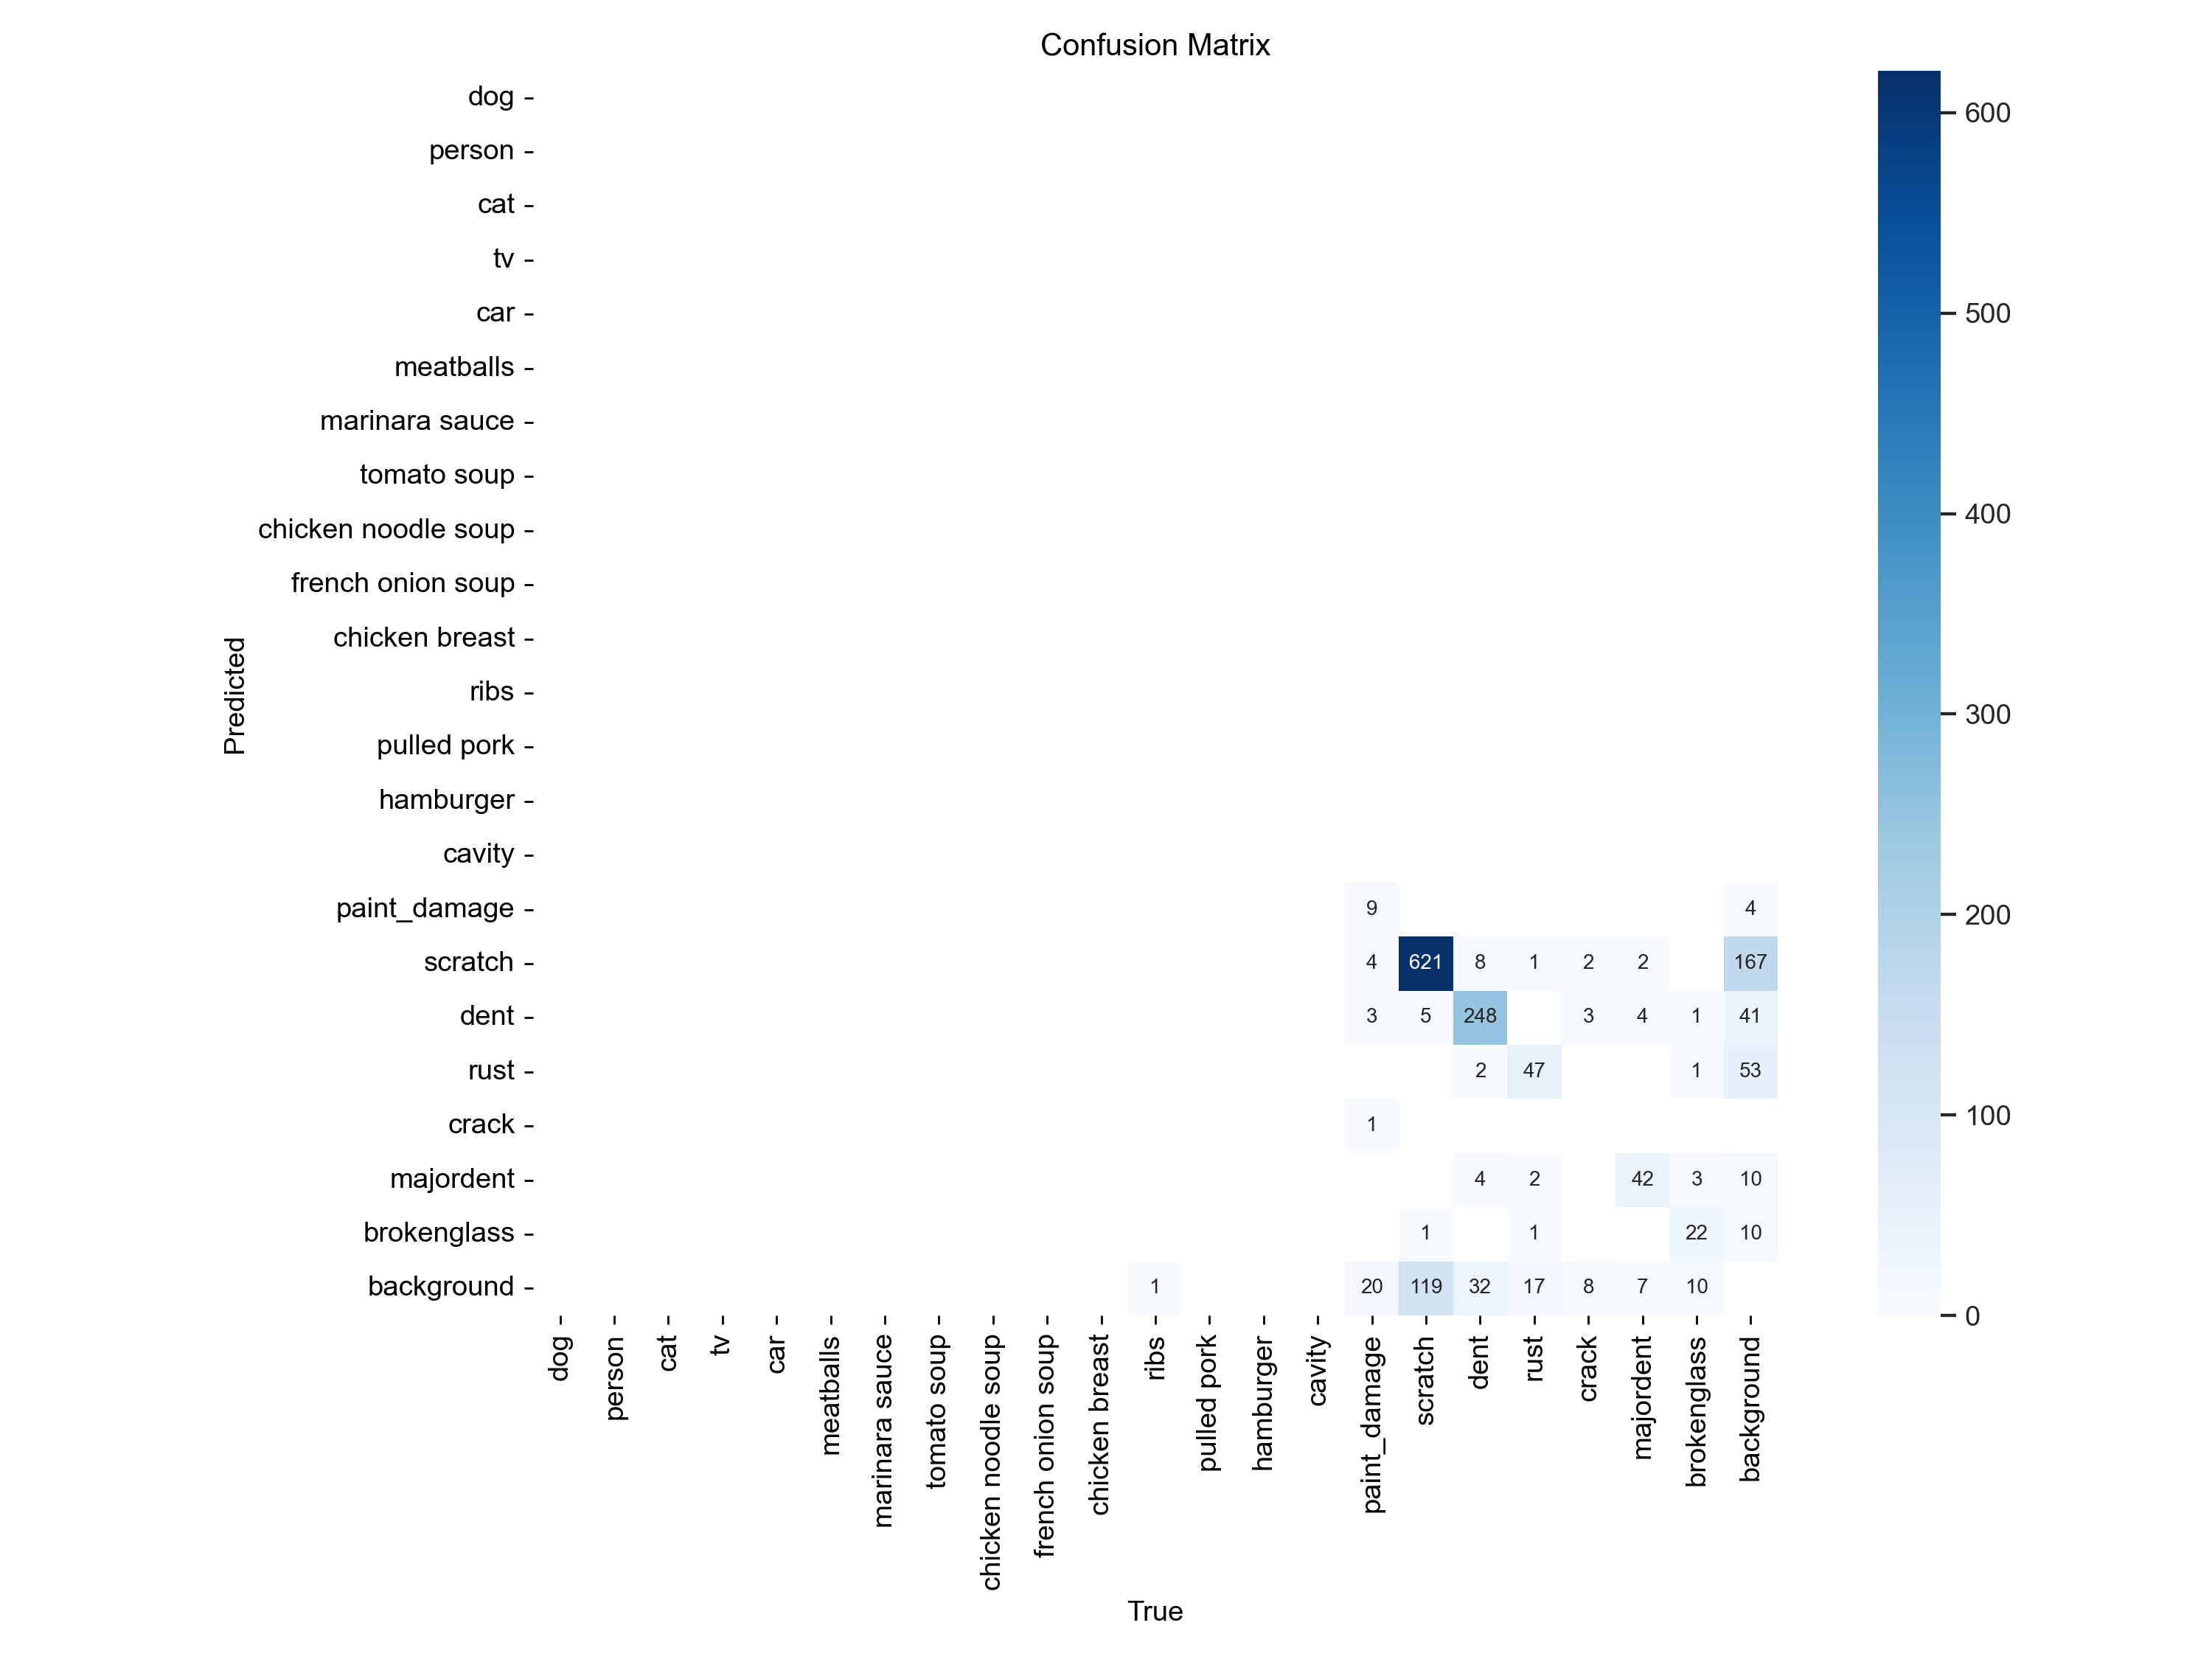 Confusion Matrix
dog
person
cat
tv
car
meatballs
marinara sauce
tomato soup
chicken noodle soup
french onion soup
chicken breast
ribs
pulled pork
hamburger
cavity
paint_damage 9 4
scratch 4 621 8 1 2 2 167
dent 3 5 248 3 4 1 41
rust 2 47 1 53
crack 1
majordent 4 2 42 3 10
brokenglass 1 1 22 10
background 1 20 119 32 17 8 7 10
Predicted
dog person cat tv car meatballs marinara sauce tomato soup chicken noodle soup french onion soup chicken breast ribs pulled pork hamburger cavity paint_damage scratch dent rust crack majordent brokenglass background
True
600
500
400
300
200
100
0